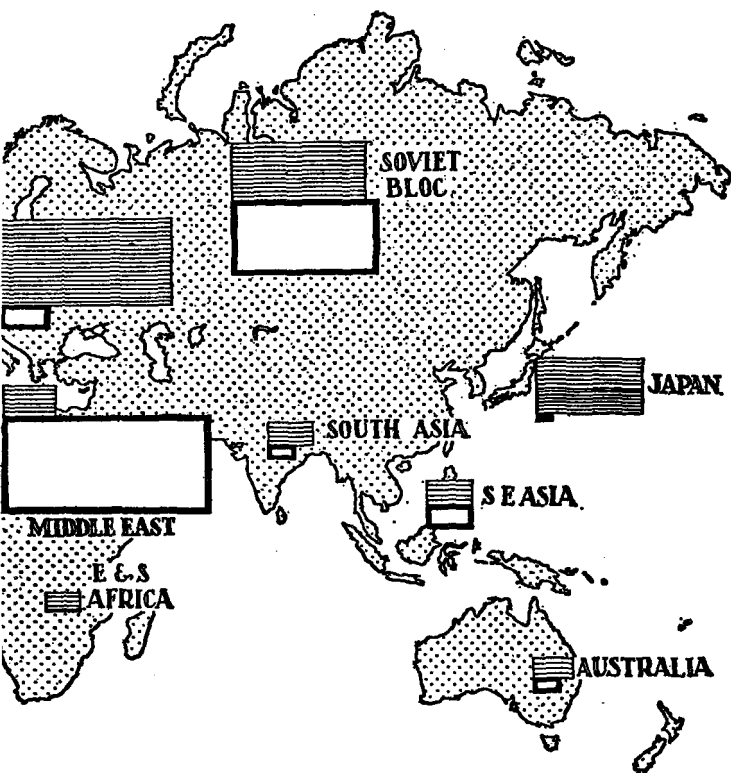 SOVIET
BLOC
JAPAN
SOUTH ASIA
S E ASIA
MIDDLE EAST
E & S
AFRICA
AUSTRALIA